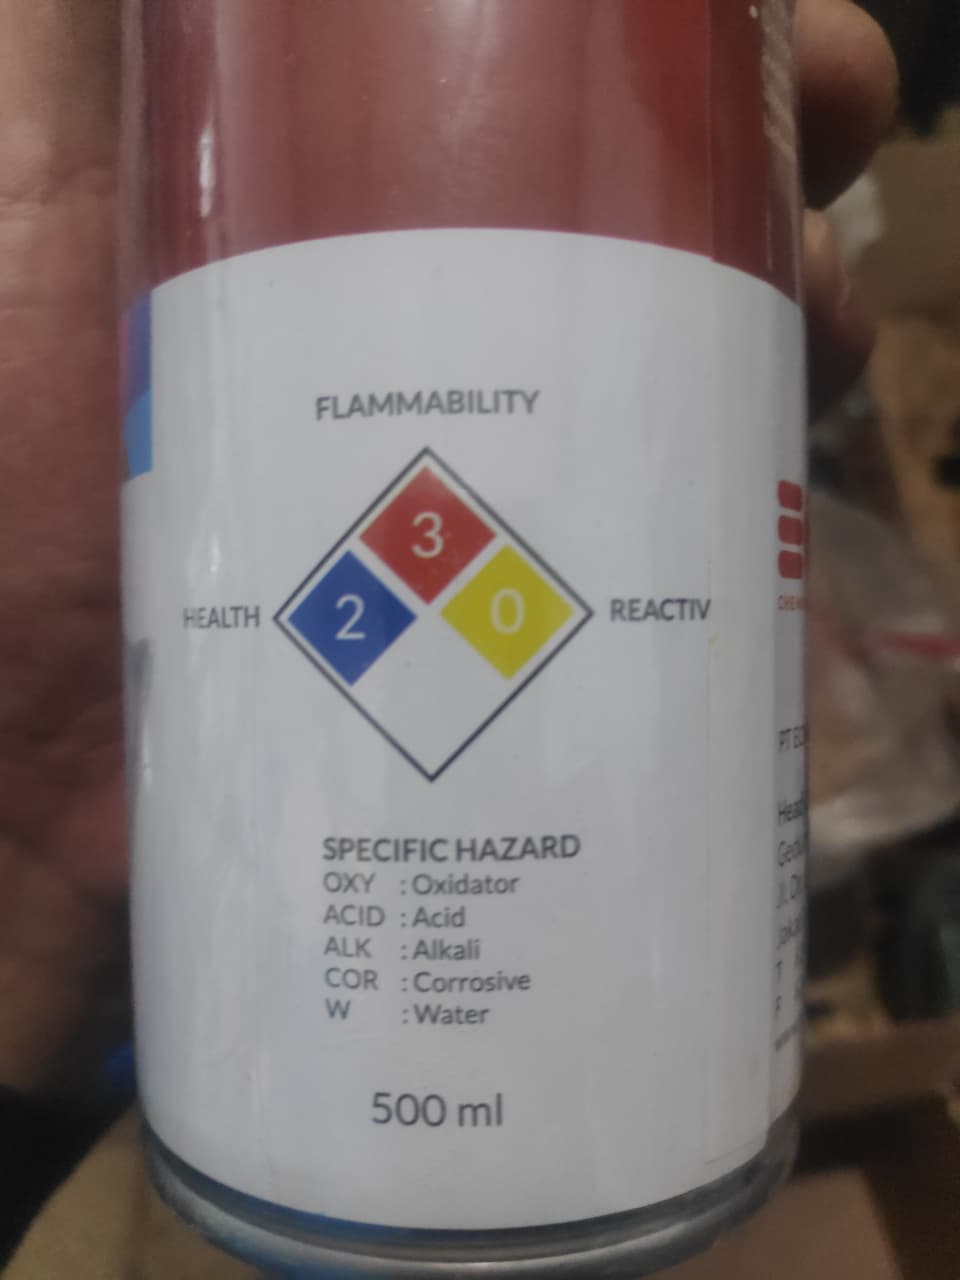 FLAMMABILITY
3
2
0
HEALTH
REACTIV
SPECIFIC HAZARD
OXY : Oxidator
ACID : Acid
ALK : Alkali
COR : Corrosive
W : Water
500 ml
PT
T
F